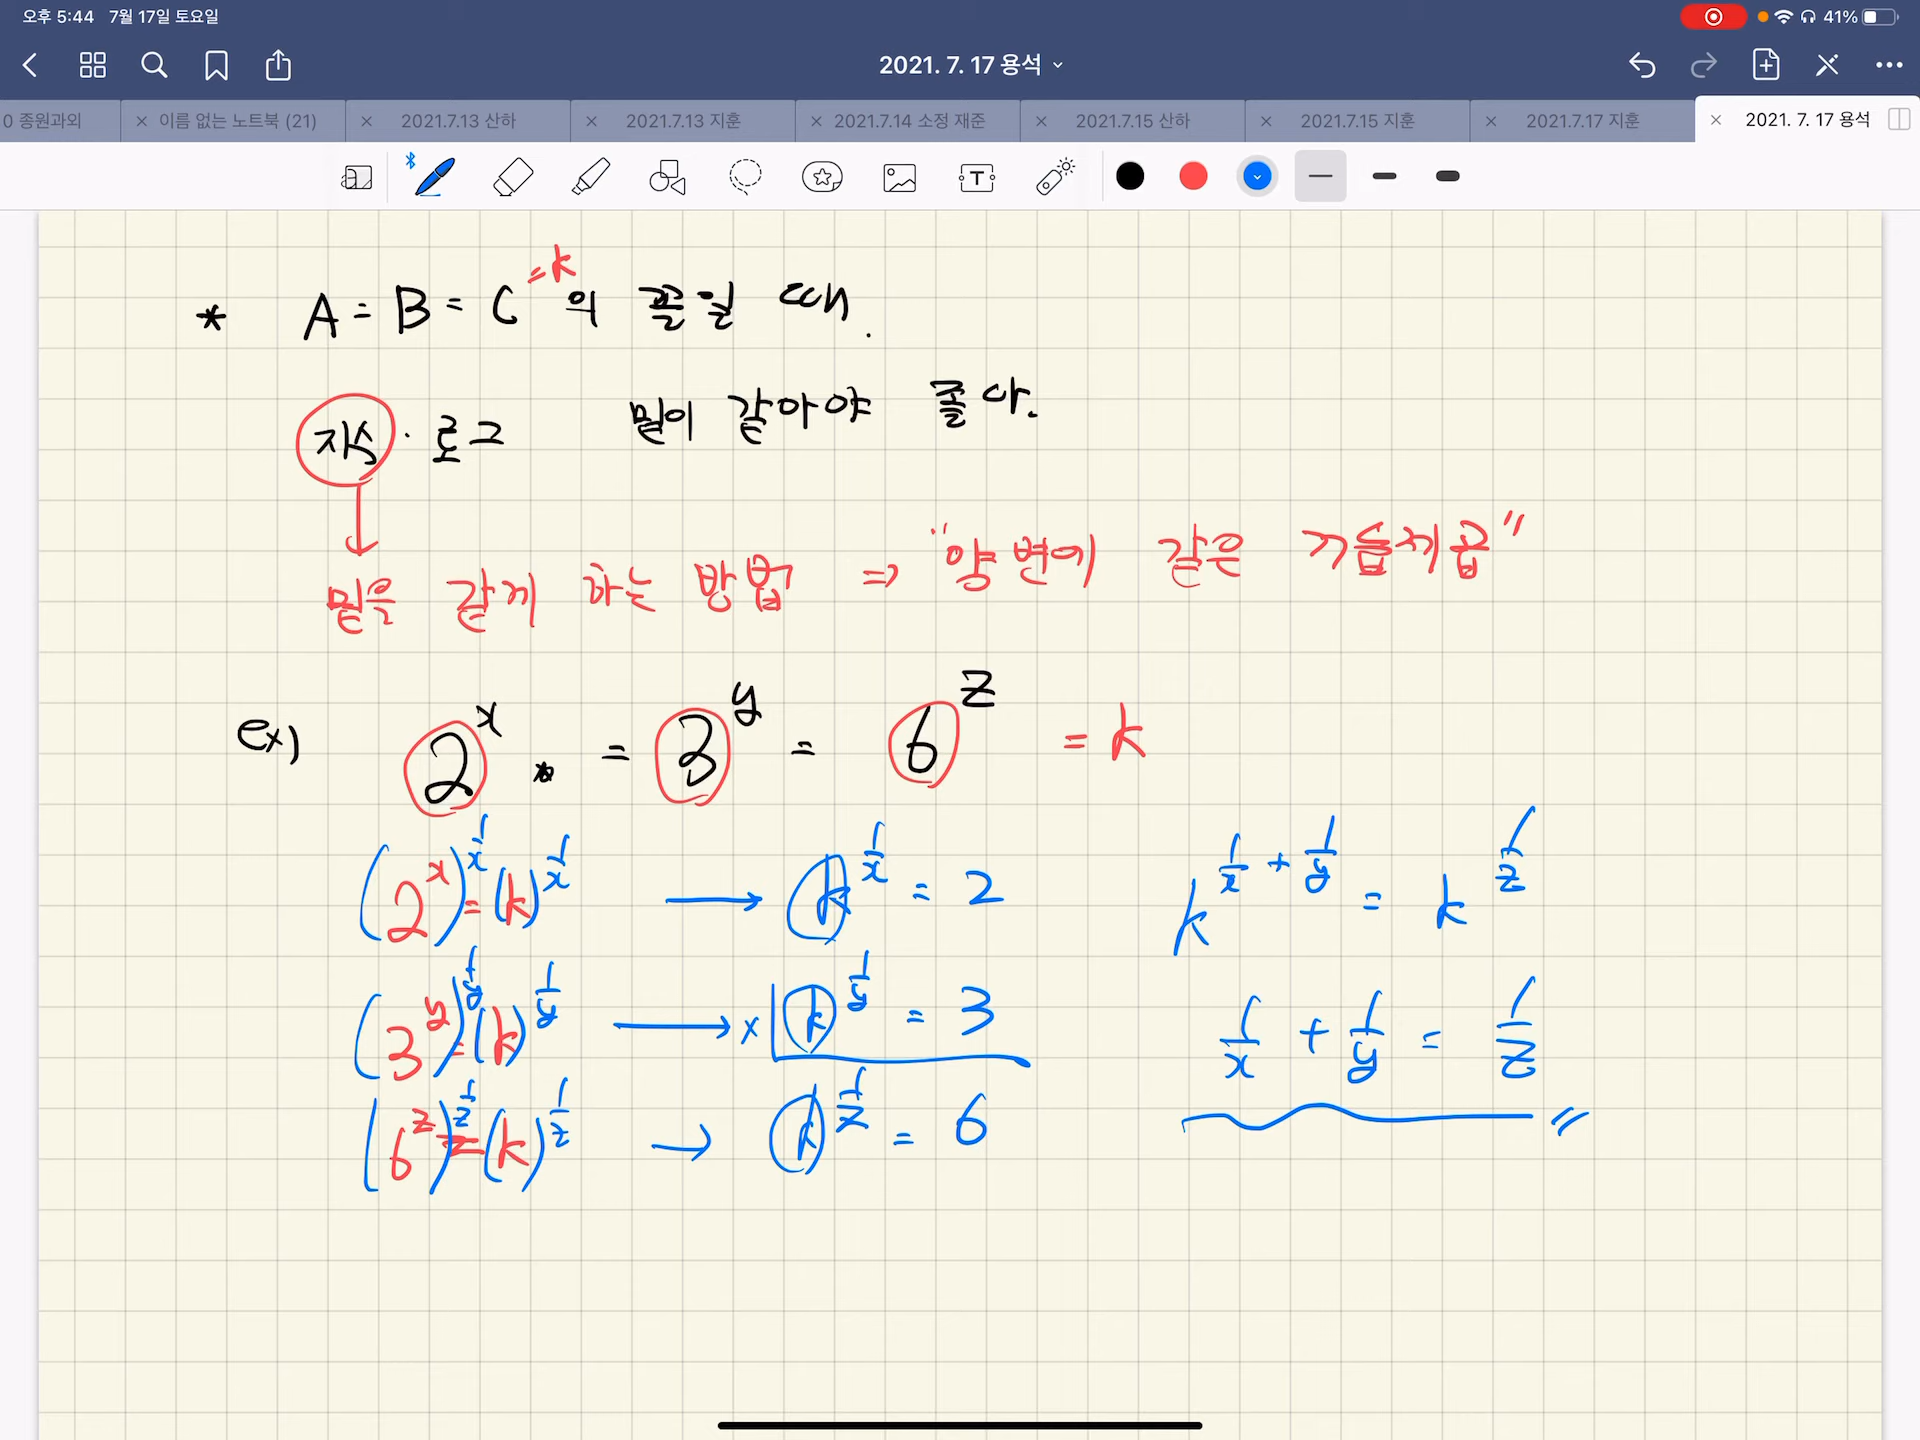 오후 5:44 7월 17일 토요일
41%
2021. 7. 17 용석
0 종원과외
이름 없는 노트북 (21)
2021.7.13 산하
2021.7.13 지훈
2021.7.14 소정 재준
2021.7.15 산하
2021.7.15 지훈
2021.7.17 지훈
2021. 7. 17 용석
* A = B = C = k 의 꼴일 때.
지수 · 로그 밑이 같아야 좋아.
밑을 같게 하는 방법 ⇒ "양변에 같은 거듭제곱"
ex) 2^x = 3^y = 6^z = k
(2^x)^(1/x) = (k)^(1/x) → k^(1/x) = 2
k^(1/x + 1/y) = k^(1/z)
(3^y)^(1/y) = (k)^(1/y) → × k^(1/y) = 3
1/x + 1/y = 1/z
(6^z)^(1/z) = (k)^(1/z) → k^(1/z) = 6